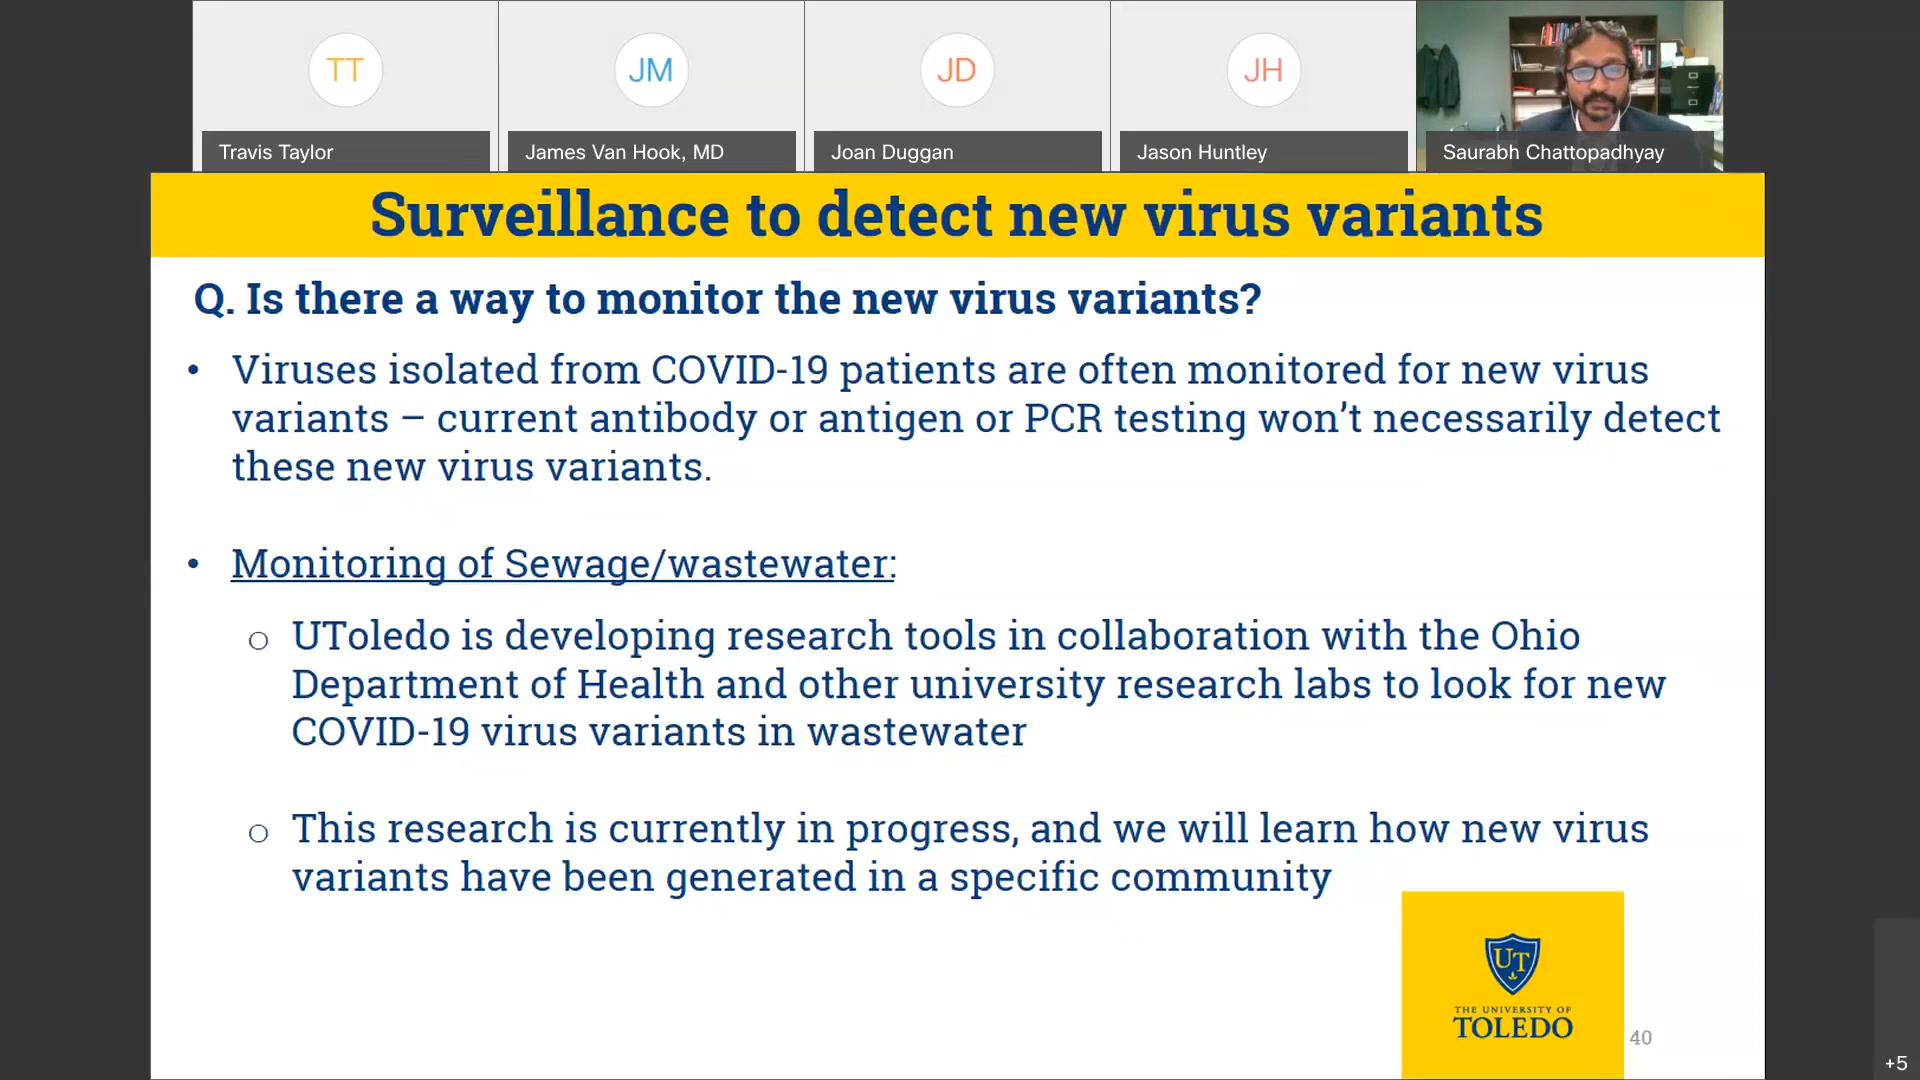 TT
JM
JD
JH
Travis Taylor
James Van Hook, MD
Joan Duggan
Jason Huntley
Saurabh Chattopadhyay
Surveillance to detect new virus variants
Q. Is there a way to monitor the new virus variants?
• Viruses isolated from COVID-19 patients are often monitored for new virus
variants – current antibody or antigen or PCR testing won’t necessarily detect
these new virus variants.
• Monitoring of Sewage/wastewater:
o UToledo is developing research tools in collaboration with the Ohio
Department of Health and other university research labs to look for new
COVID-19 virus variants in wastewater
o This research is currently in progress, and we will learn how new virus
variants have been generated in a specific community
UT
THE UNIVERSITY OF
TOLEDO
40
+5